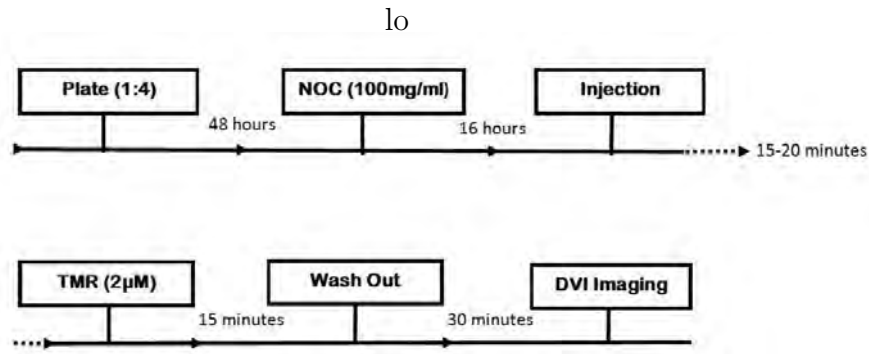 lo
Plate (1:4)
NOC (100mg/ml)
Injection
48 hours
16 hours
15-20 minutes
TMR (2µM)
Wash Out
DVI Imaging
15 minutes
30 minutes